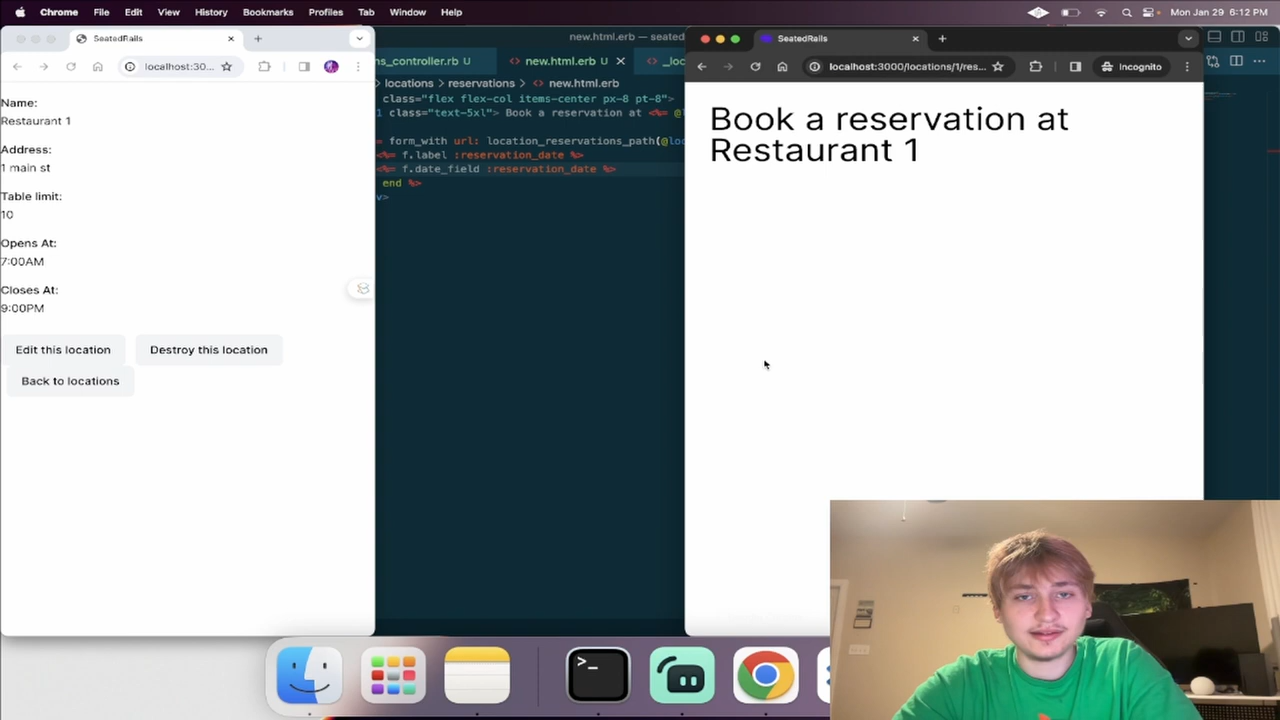 Chrome File Edit View History Bookmarks Profiles Tab Window Help
Mon Jan 29 6:12 PM
SeatedRails
localhost:30...
Name:
Restaurant 1
Address:
1 main st
Table limit:
10
Opens At:
7:00AM
Closes At:
9:00PM
Edit this location
Destroy this location
Back to locations
new.html.erb — seated
ns_controller.rb U
new.html.erb U
locations › reservations › new.html.erb
class="flex flex-col items-center px-8 pt-8">
class="text-5xl"> Book a reservation at <%=
form_with url: location_reservations_path(
<%= f.label :reservation_date %>
<%= f.date_field :reservation_date %>
end %>
v>
SeatedRails
localhost:3000/locations/1/res...
Incognito
Book a reservation at
Restaurant 1
>_